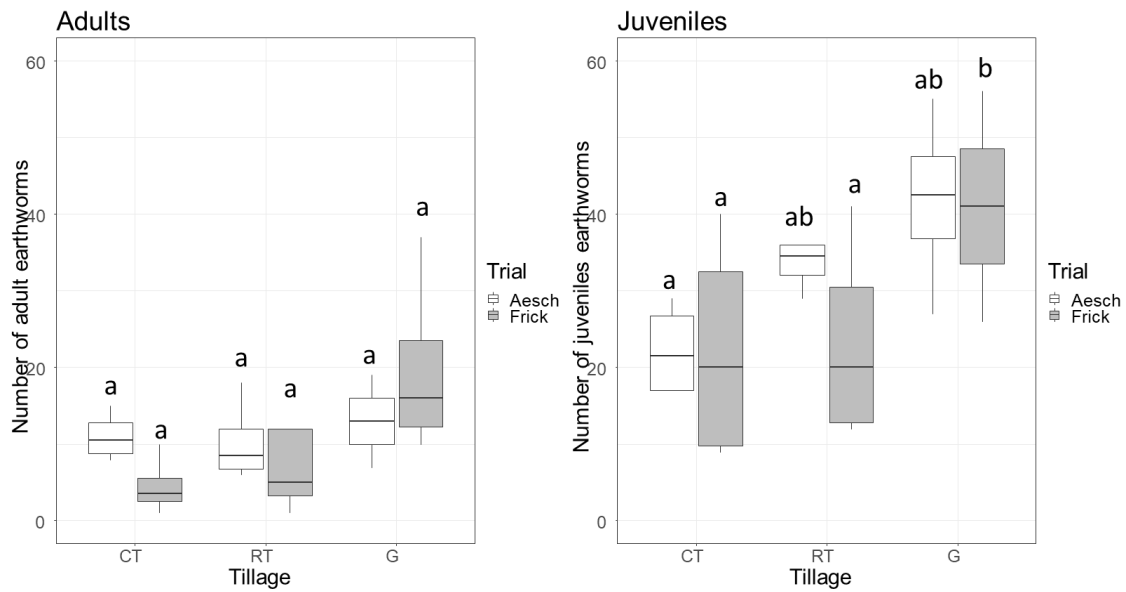 Adults
Number of adult earthworms
60
40
20
0
a
a
a
a
a
a
CT
RT
G
Tillage
Trial
Aesch
Frick
Juveniles
Number of juveniles earthworms
60
40
20
0
a
a
ab
a
ab
b
CT
RT
G
Tillage
Trial
Aesch
Frick